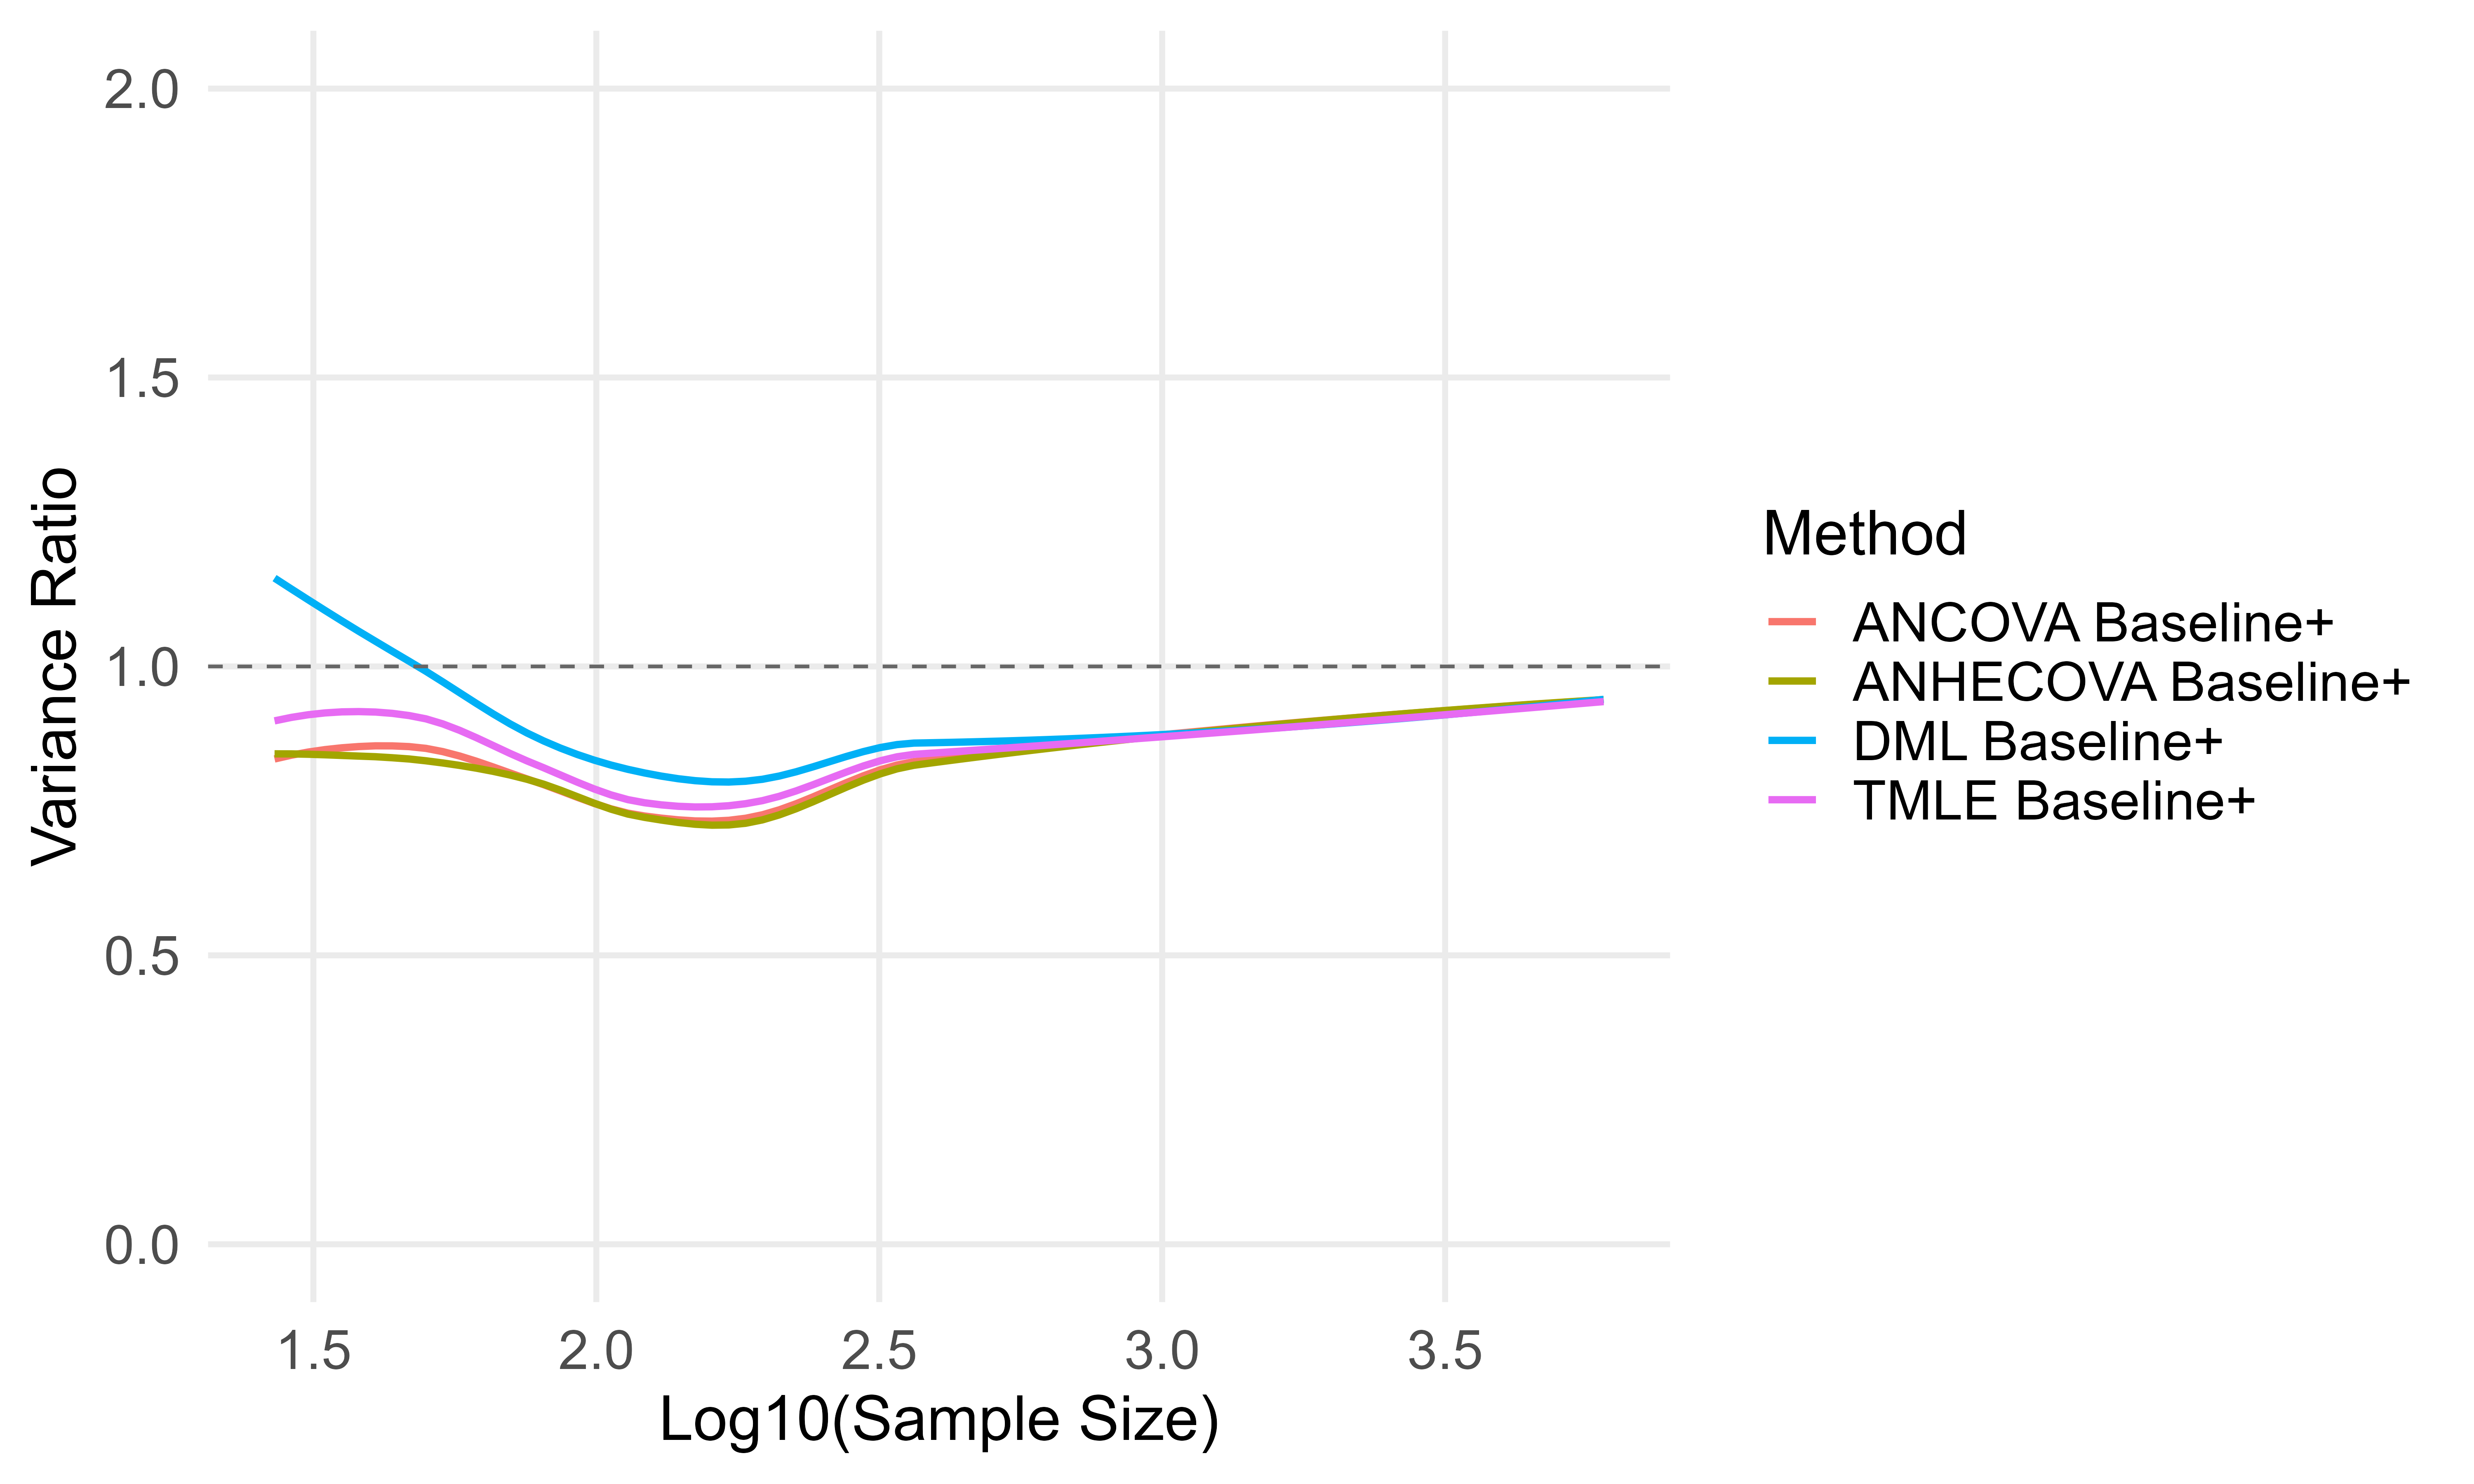 2.0
1.5
1.0
0.5
0.0
Variance Ratio
1.5
2.0
2.5
3.0
3.5
Log10(Sample Size)
Method
ANCOVA Baseline+
ANHECOVA Baseline+
DML Baseline+
TMLE Baseline+